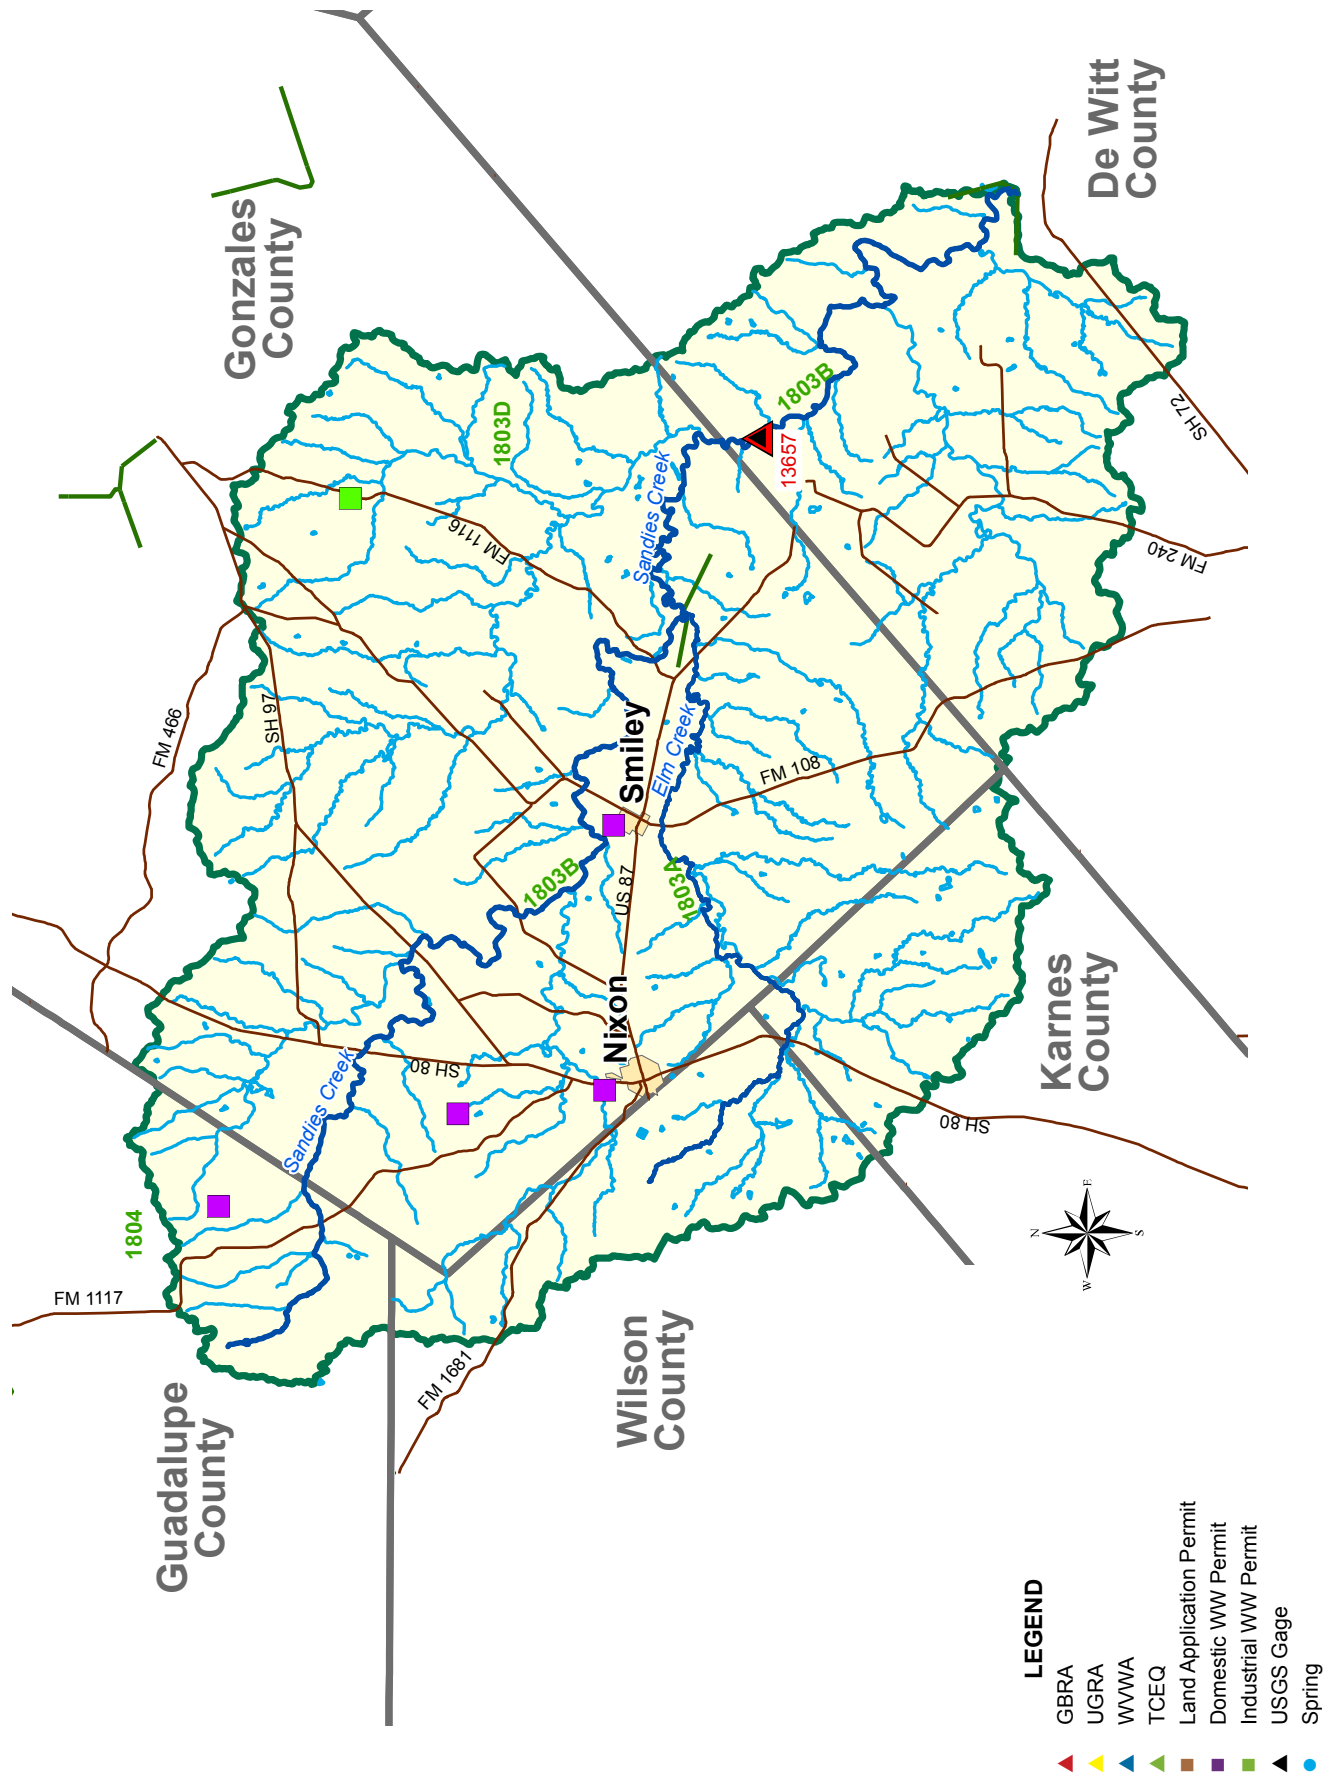 Guadalupe
County
Gonzales
County
De Witt
County
Wilson
County
Karnes
County
FM 1117
1804
FM 466
SH 97
FM 1116
1803D
Sandies Creek
SH 80
1803B
Nixon
US 87
Smiley
Elm Creek
1803A
Sandies Creek
FM 108
13657
1803B
SH 72
FM 240
FM 1681
SH 80
N
E
S
W
LEGEND
GBRA
UGRA
WVWA
TCEQ
Land Application Permit
Domestic WW Permit
Industrial WW Permit
USGS Gage
Spring